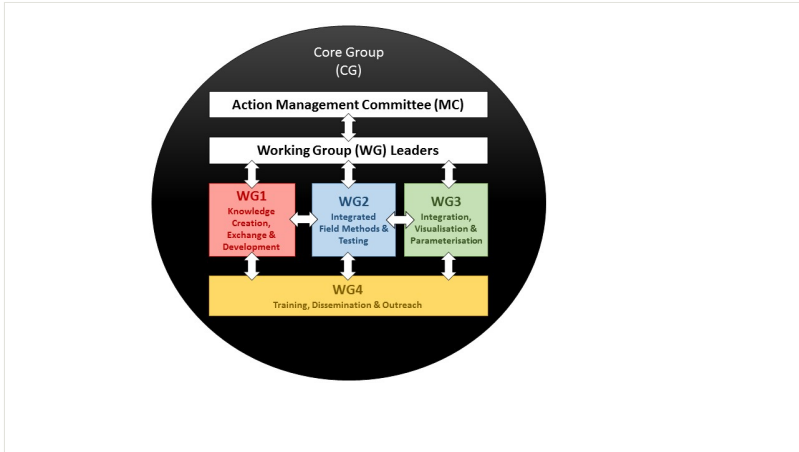 Core Group
(CG)
Action Management Committee (MC)
Working Group (WG) Leaders
WG1
Knowledge
Creation,
Exchange &
Development
WG2
Integrated
Field Methods &
Testing
WG3
Integration,
Visualisation &
Parameterisation
WG4
Training, Dissemination & Outreach